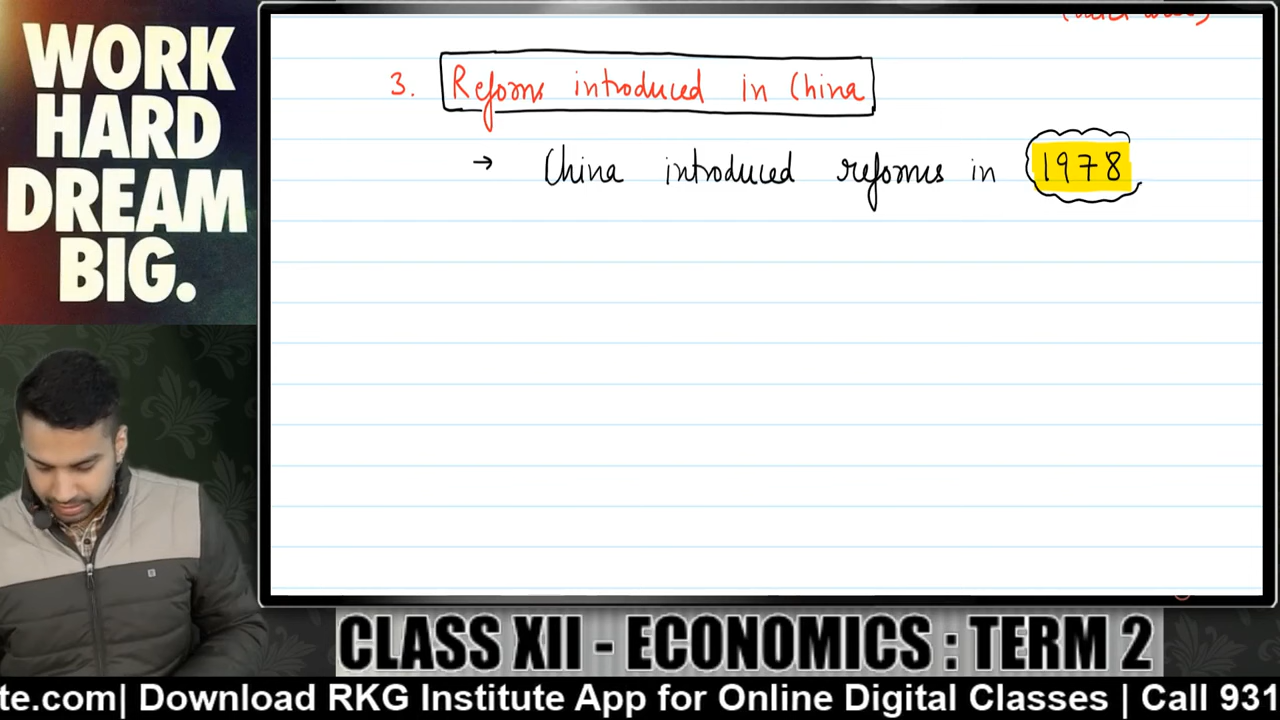 WORK
HARD
DREAM
BIG.
3. Reforms introduced in China
→ China introduced reforms in 1978
CLASS XII - ECONOMICS : TERM 2
te.com| Download RKG Institute App for Online Digital Classes | Call 931